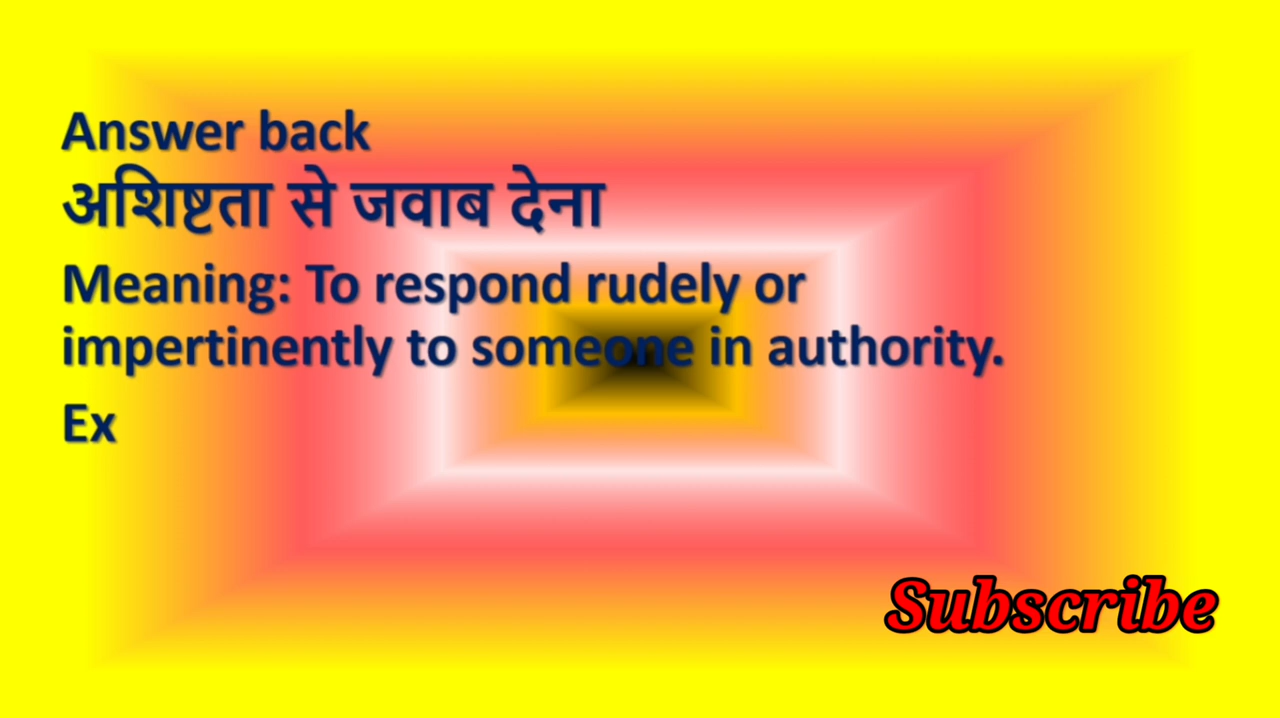 Answer back
अशिष्टता से जवाब देना
Meaning: To respond rudely or
impertinently to someone in authority.
Ex
Subscribe